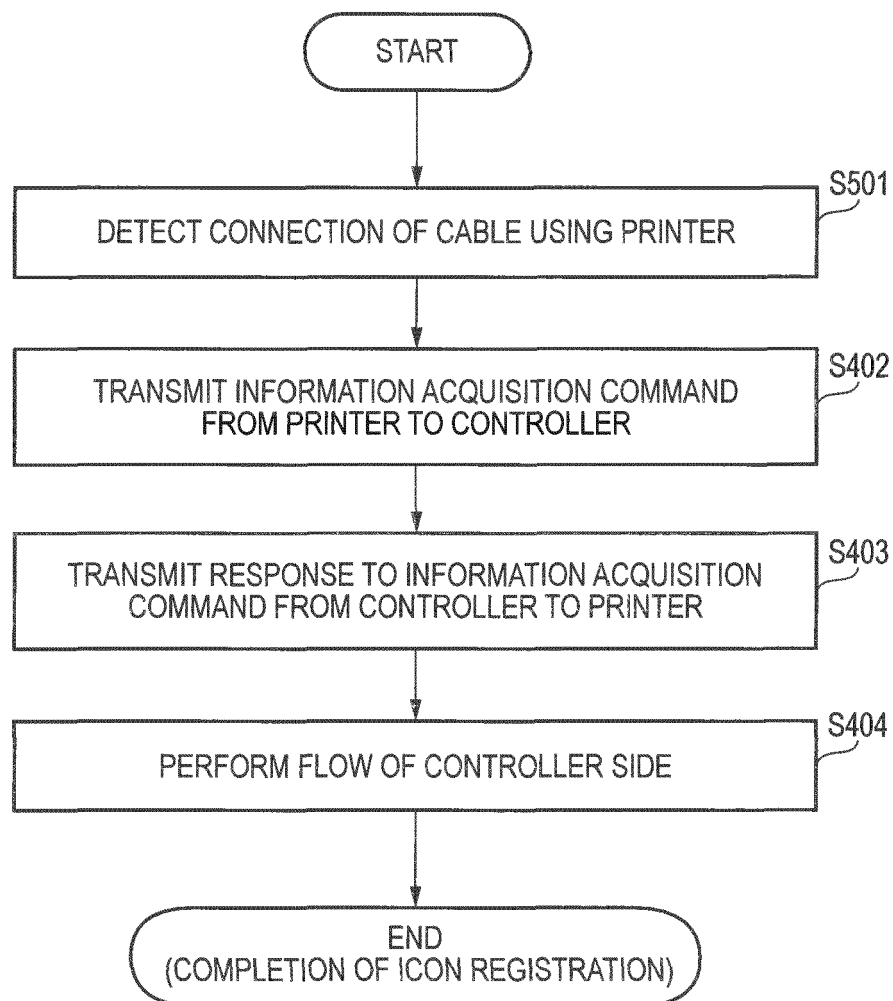 START
S501
DETECT CONNECTION OF CABLE USING PRINTER
S402
TRANSMIT INFORMATION ACQUISITION COMMAND
FROM PRINTER TO CONTROLLER
S403
TRANSMIT RESPONSE TO INFORMATION ACQUISITION
COMMAND FROM CONTROLLER TO PRINTER
S404
PERFORM FLOW OF CONTROLLER SIDE
END
(COMPLETION OF ICON REGISTRATION)